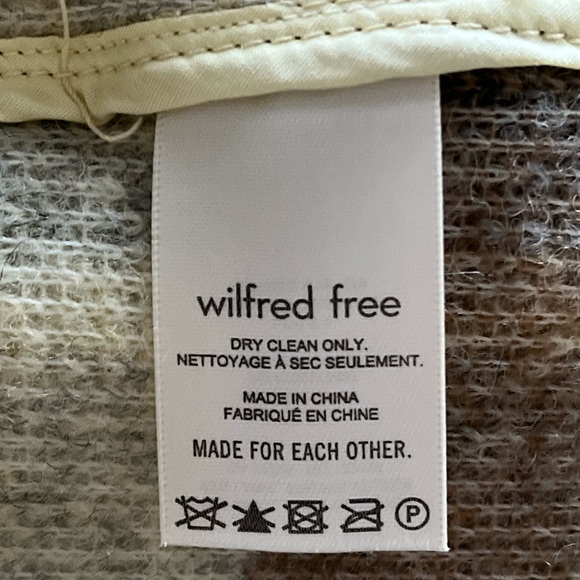 wilfred free
DRY CLEAN ONLY.
NETTOYAGE À SEC SEULEMENT.
MADE IN CHINA
FABRIQUÉ EN CHINE
MADE FOR EACH OTHER.
P